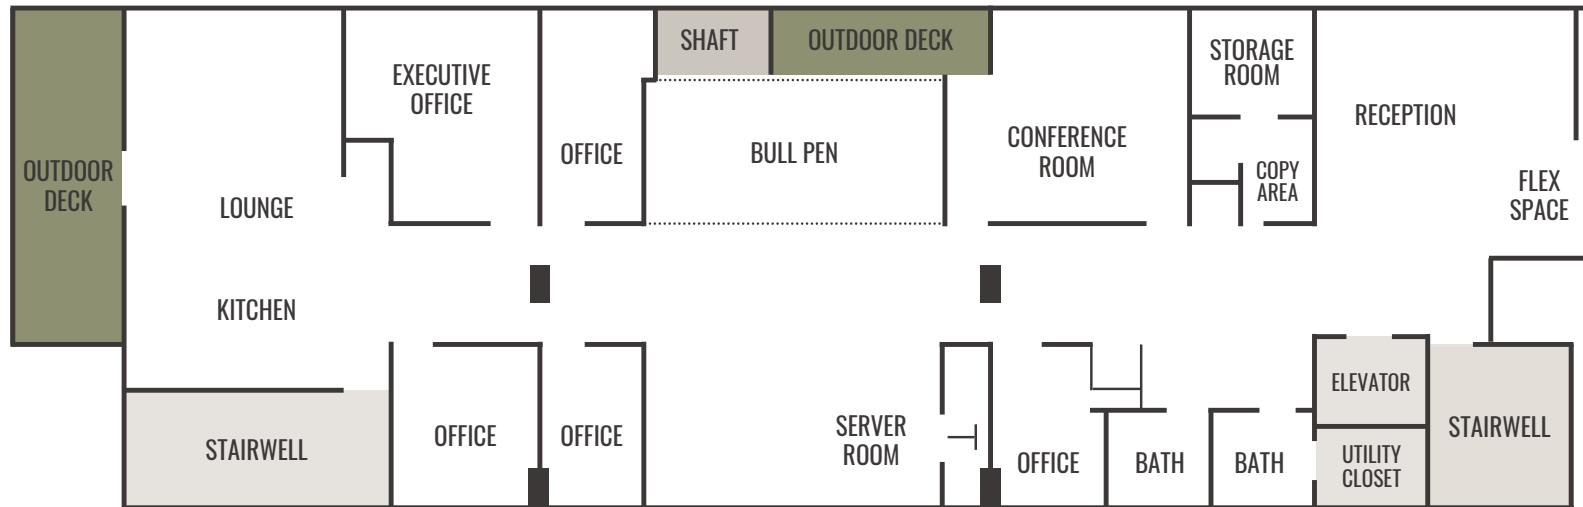 SHAFT
OUTDOOR DECK
EXECUTIVE
OFFICE
STORAGE
ROOM
RECEPTION
OFFICE
BULL PEN
CONFERENCE
ROOM
COPY
AREA
OUTDOOR
DECK
LOUNGE
FLEX
SPACE
KITCHEN
ELEVATOR
STAIRWELL
OFFICE
OFFICE
SERVER
ROOM
OFFICE
BATH
BATH
UTILITY
CLOSET
STAIRWELL